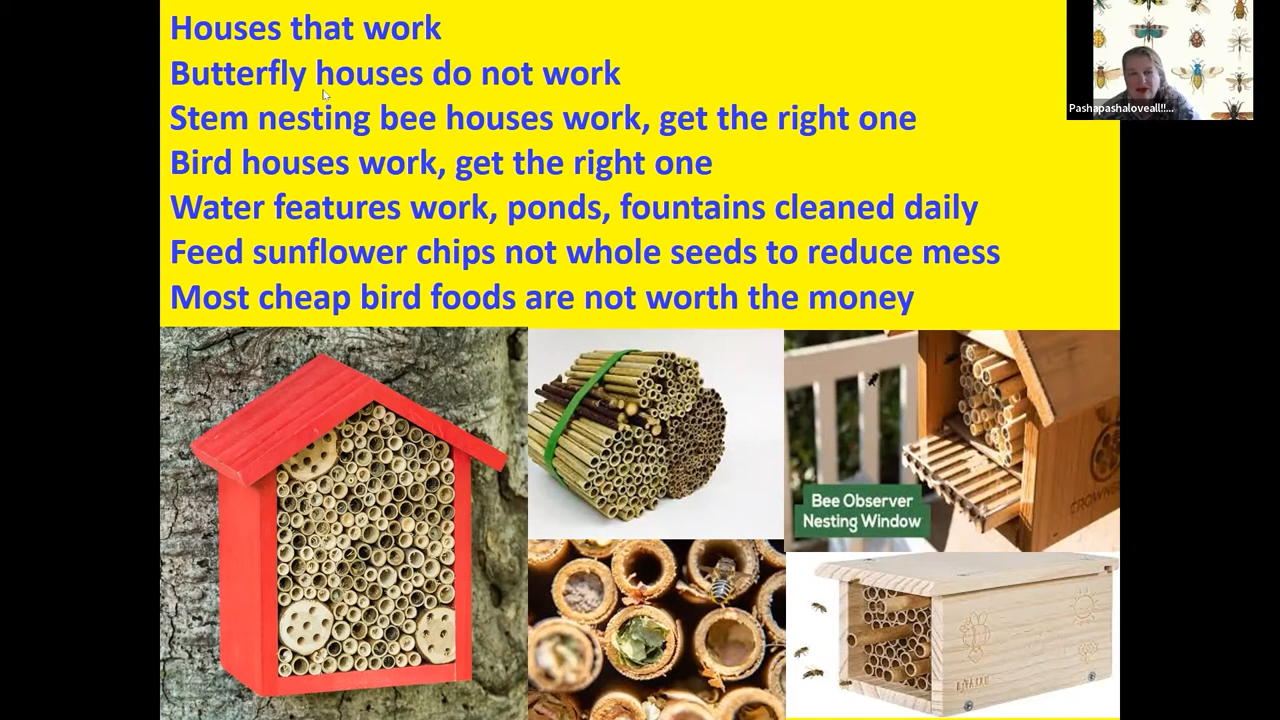 Houses that work
Butterfly houses do not work
Stem nesting bee houses work, get the right one
Bird houses work, get the right one
Water features work, ponds, fountains cleaned daily
Feed sunflower chips not whole seeds to reduce mess
Most cheap bird foods are not worth the money
Pashapashaloveall!!...
Bee Observer
Nesting Window